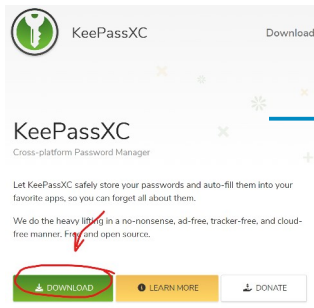 KeePassXC
Download
KeePassXC
Cross-platform Password Manager
Let KeePassXC safely store your passwords and auto-fill them into your
favorite apps, so you can forget all about them.
We do the heavy lifting in a no-nonsense, ad-free, tracker-free, and cloud-
free manner. Free and open source.
DOWNLOAD
LEARN MORE
DONATE